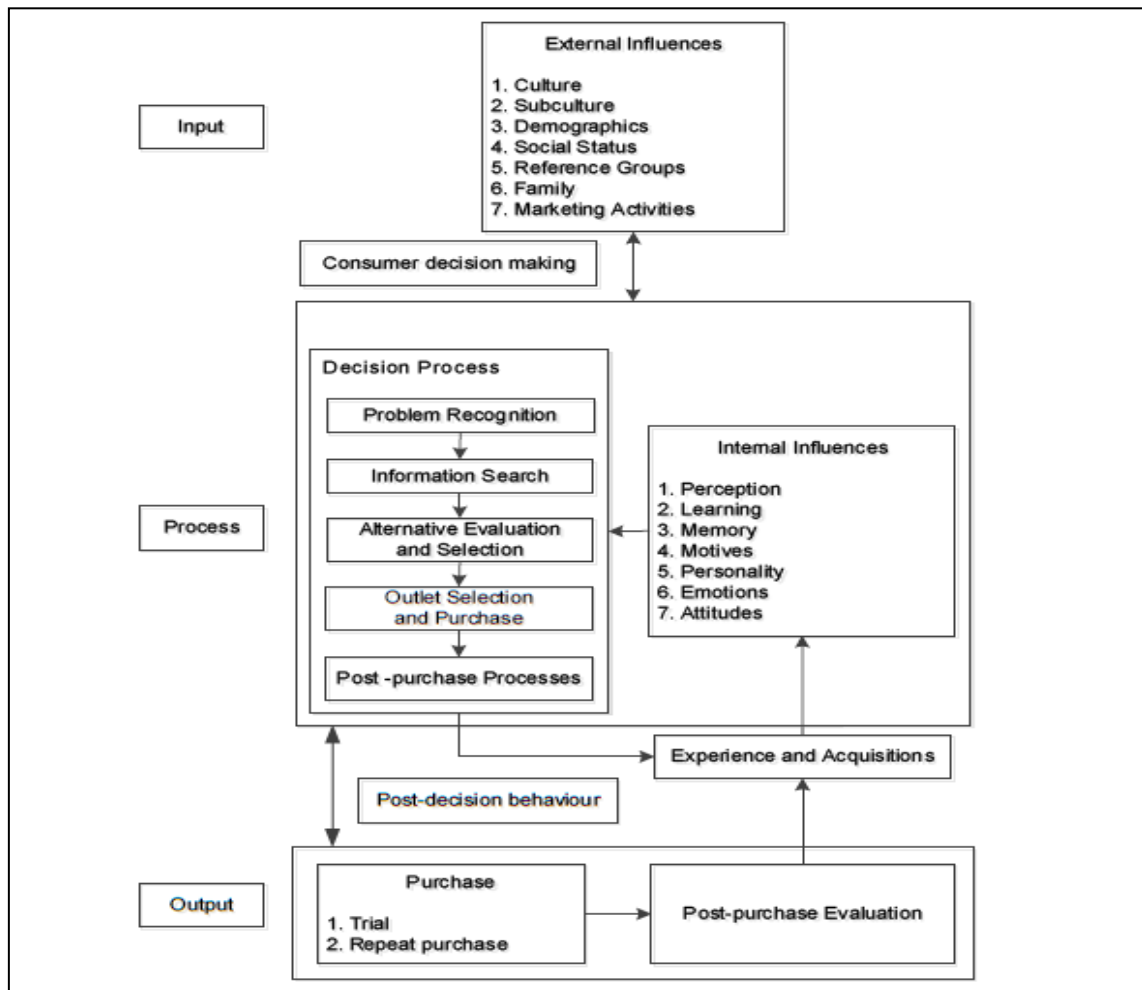 External Influences
1. Culture
2. Subculture
3. Demographics
4. Social Status
5. Reference Groups
6. Family
7. Marketing Activities
Input
Consumer decision making
Decision Process
Problem Recognition
Information Search
Alternative Evaluation
and Selection
Outlet Selection
and Purchase
Post -purchase Processes
Internal Influences
1. Perception
2. Learning
3. Memory
4. Motives
5. Personality
6. Emotions
7. Attitudes
Process
Experience and Acquisitions
Post-decision behaviour
Output
Purchase
1. Trial
2. Repeat purchase
Post-purchase Evaluation